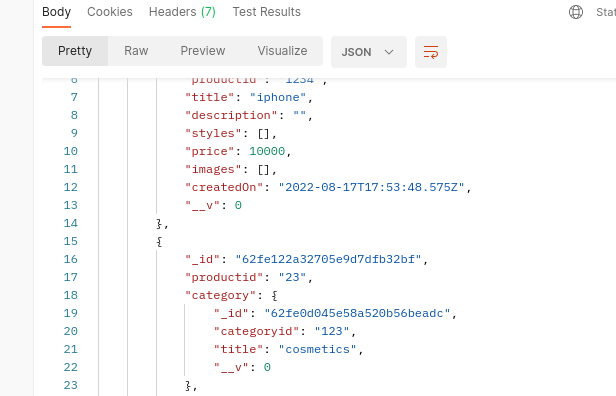 Body Cookies Headers (7) Test Results Stat
Pretty Raw Preview Visualize JSON
6 "productid": "1234",
7 "title": "iphone",
8 "description": "",
9 "styles": [],
10 "price": 10000,
11 "images": [],
12 "createdOn": "2022-08-17T17:53:48.575Z",
13 "__v": 0
14 },
15 {
16 "_id": "62fe122a32705e9d7dfb32bf",
17 "productid": "23",
18 "category": {
19 "_id": "62fe0d045e58a520b56beadc",
20 "categoryid": "123",
21 "title": "cosmetics",
22 "__v": 0
23 },